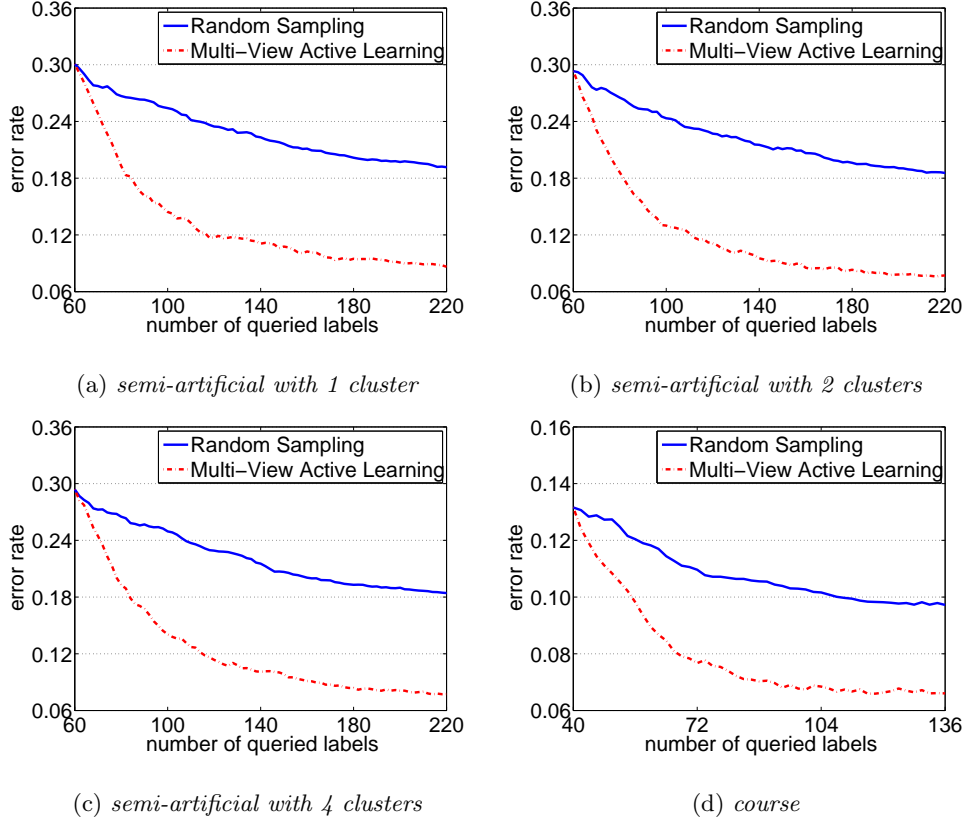 0.36
Random Sampling
Multi−View Active Learning
0.30
0.24
0.18
0.12
0.06
error rate
60 100 140 180 220
number of queried labels
(a) semi-artificial with 1 cluster
0.36
Random Sampling
Multi−View Active Learning
0.30
0.24
0.18
0.12
0.06
error rate
60 100 140 180 220
number of queried labels
(b) semi-artificial with 2 clusters
0.36
Random Sampling
Multi−View Active Learning
0.30
0.24
0.18
0.12
0.06
error rate
60 100 140 180 220
number of queried labels
(c) semi-artificial with 4 clusters
0.16
Random Sampling
Multi−View Active Learning
0.14
0.12
0.10
0.08
0.06
error rate
40 72 104 136
number of queried labels
(d) course